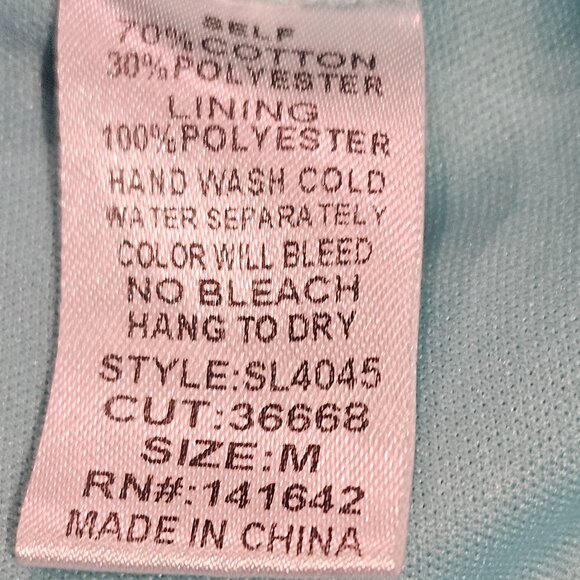 SELF
70% COTTON
30% POLYESTER
LINING
100% POLYESTER
HAND WASH COLD
WATER SEPARATELY
COLOR WILL BLEED
NO BLEACH
HANG TO DRY
STYLE:SL4045
CUT:36668
SIZE:M
RN#:141642
MADE IN CHINA